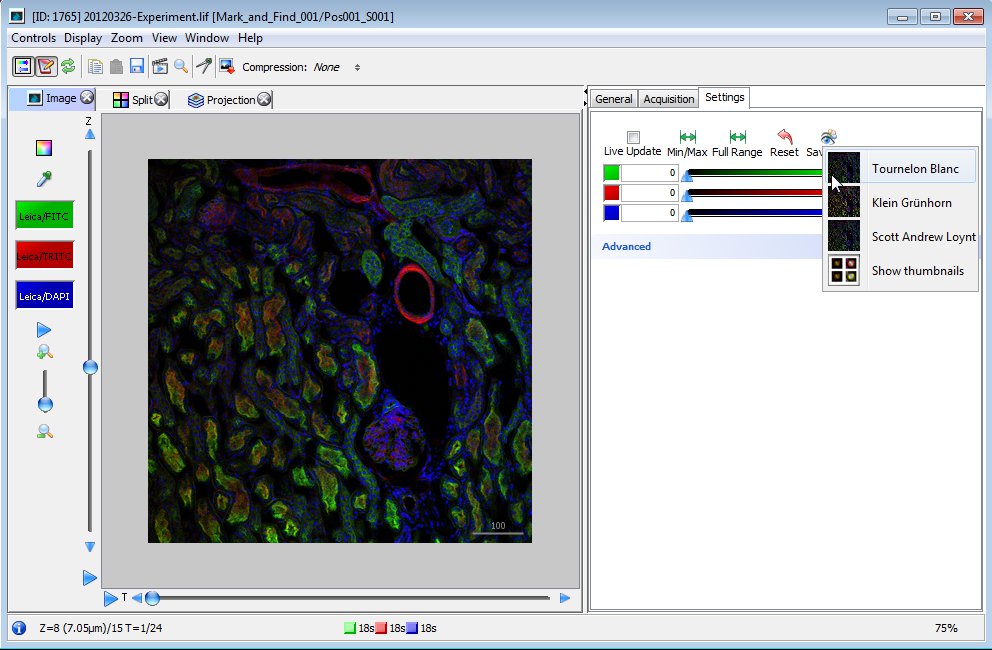 [ID: 1765] 20120326-Experiment.lif [Mark_and_Find_001/Pos001_S001]
Controls Display Zoom View Window Help
Compression: None
Image Split Projection
General Acquisition Settings
Z
Live Update Min/Max Full Range Reset Sav
0
0
0
Tournelon Blanc
Klein Grünhorn
Scott Andrew Loynt
Show thumbnails
Advanced
Leica/FITC
Leica/TRITC
Leica/DAPI
100
T
Z=8 (7.05µm)/15 T=1/24
18s 18s 18s
75%